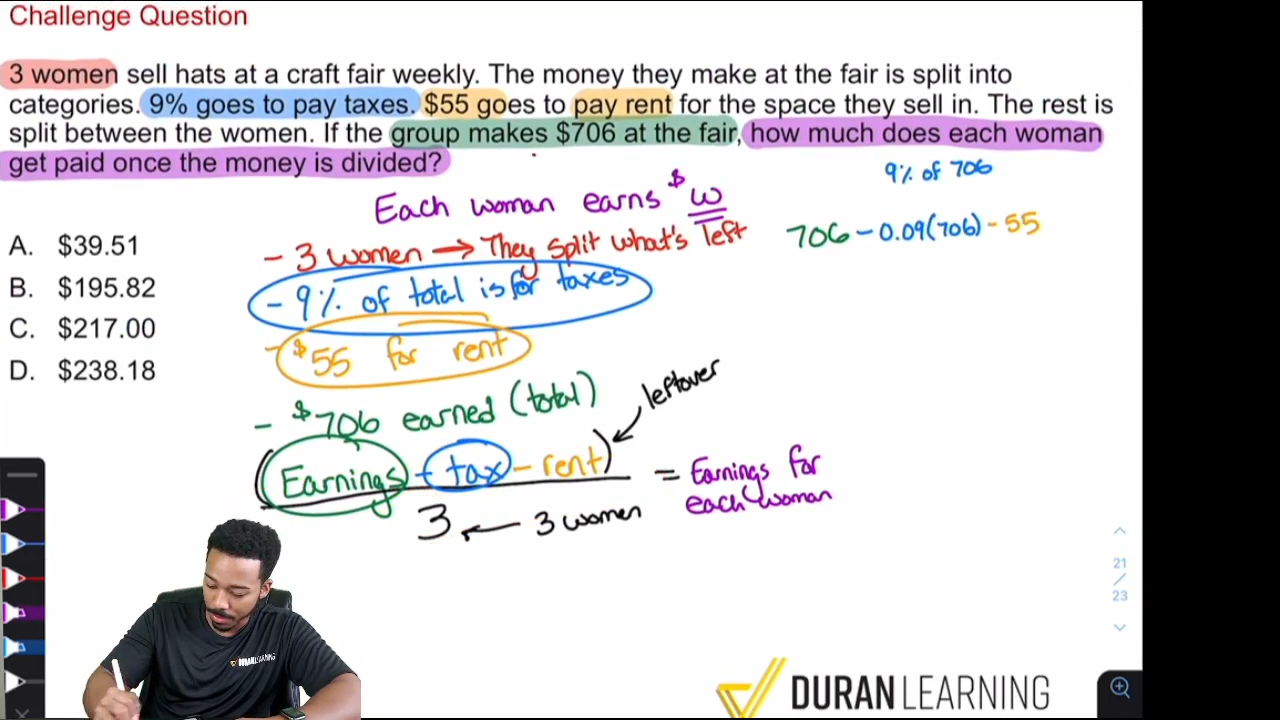 Challenge Question
3 women sell hats at a craft fair weekly. The money they make at the fair is split into
categories. 9% goes to pay taxes. $55 goes to pay rent for the space they sell in. The rest is
split between the women. If the group makes $706 at the fair, how much does each woman
get paid once the money is divided?
9% of 706
Each woman earns $w
706 - 0.09(706) - 55
A. $39.51
B. $195.82
C. $217.00
D. $238.18
- 3 women → They split what's left
- 9% of total is for taxes
- $55 for rent
- $706 earned (total)
leftover
(Earnings - tax - rent)
3 ← 3 women
= Earnings for
each woman
21
/
23
DURAN LEARNING
DURAN LEARNING